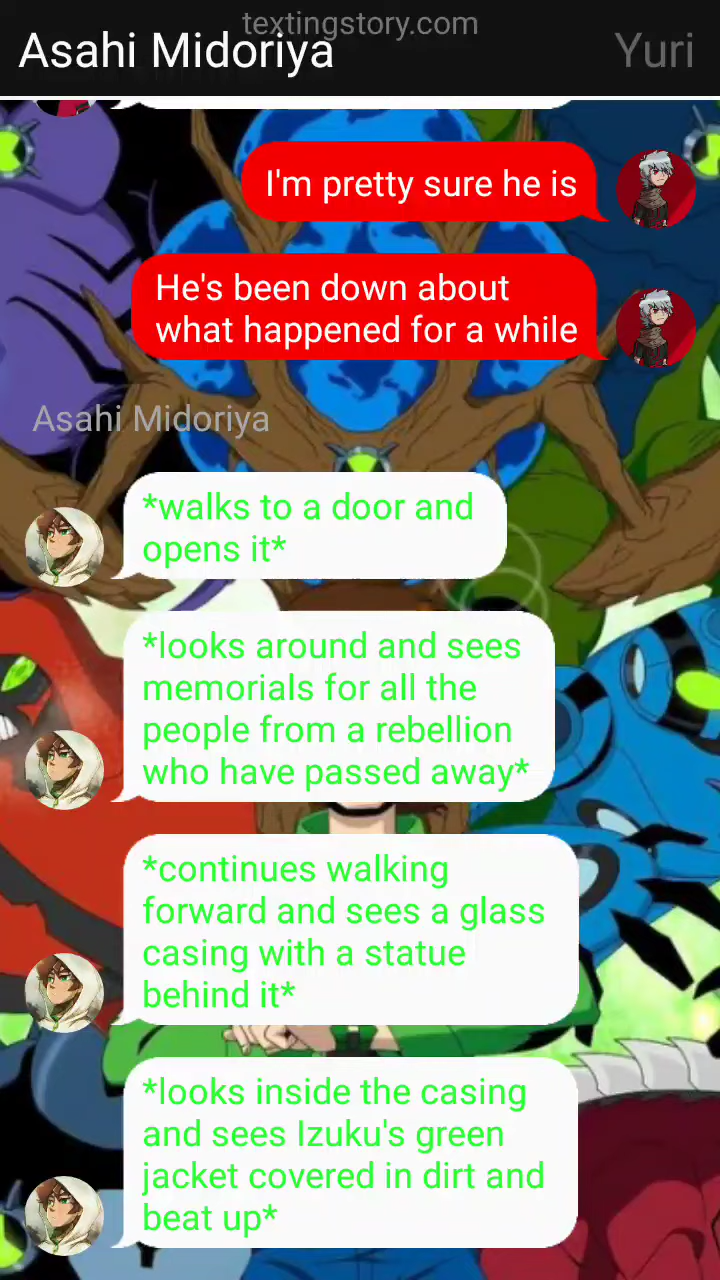 textingstory.com
Asahi Midoriya
Yuri
I'm pretty sure he is
He's been down about
what happened for a while
Asahi Midoriya
*walks to a door and
opens it*
*looks around and sees
memorials for all the
people from a rebellion
who have passed away*
*continues walking
forward and sees a glass
casing with a statue
behind it*
*looks inside the casing
and sees Izuku's green
jacket covered in dirt and
beat up*